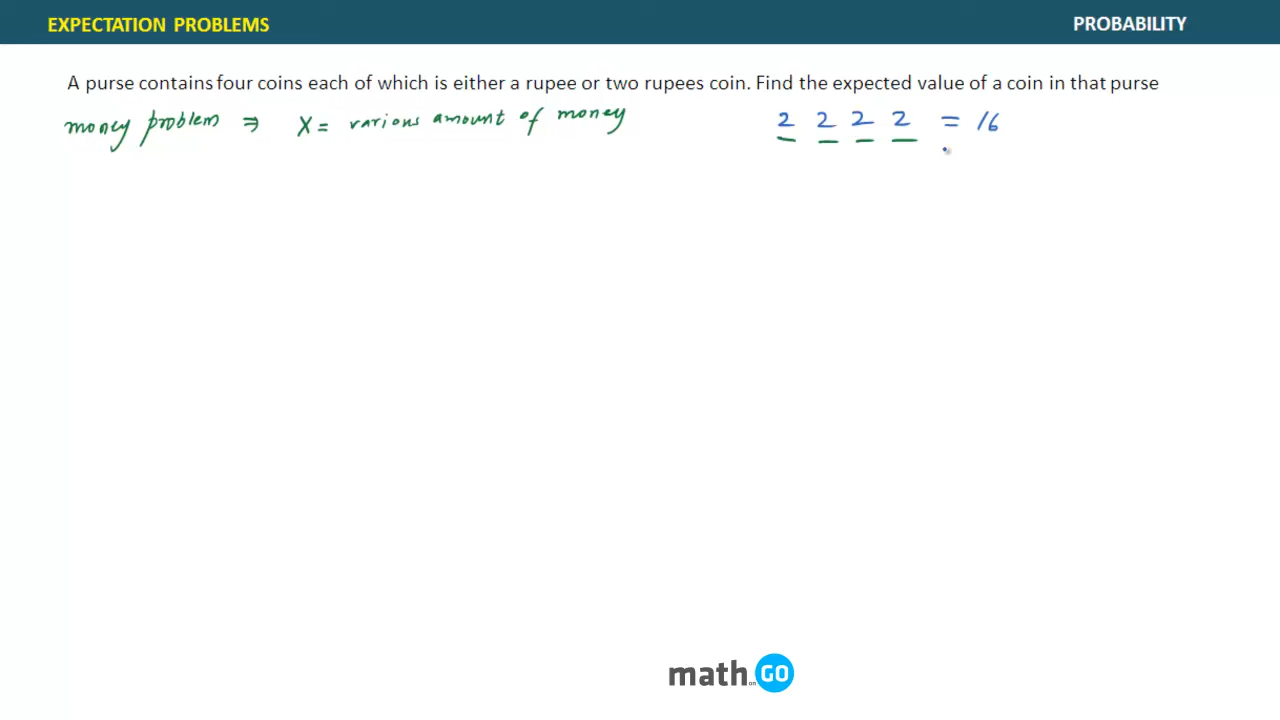 EXPECTATION PROBLEMS PROBABILITY
A purse contains four coins each of which is either a rupee or two rupees coin. Find the expected value of a coin in that purse
money problem ⇒ X = various amount of money 2 2 2 2 = 16
math on GO